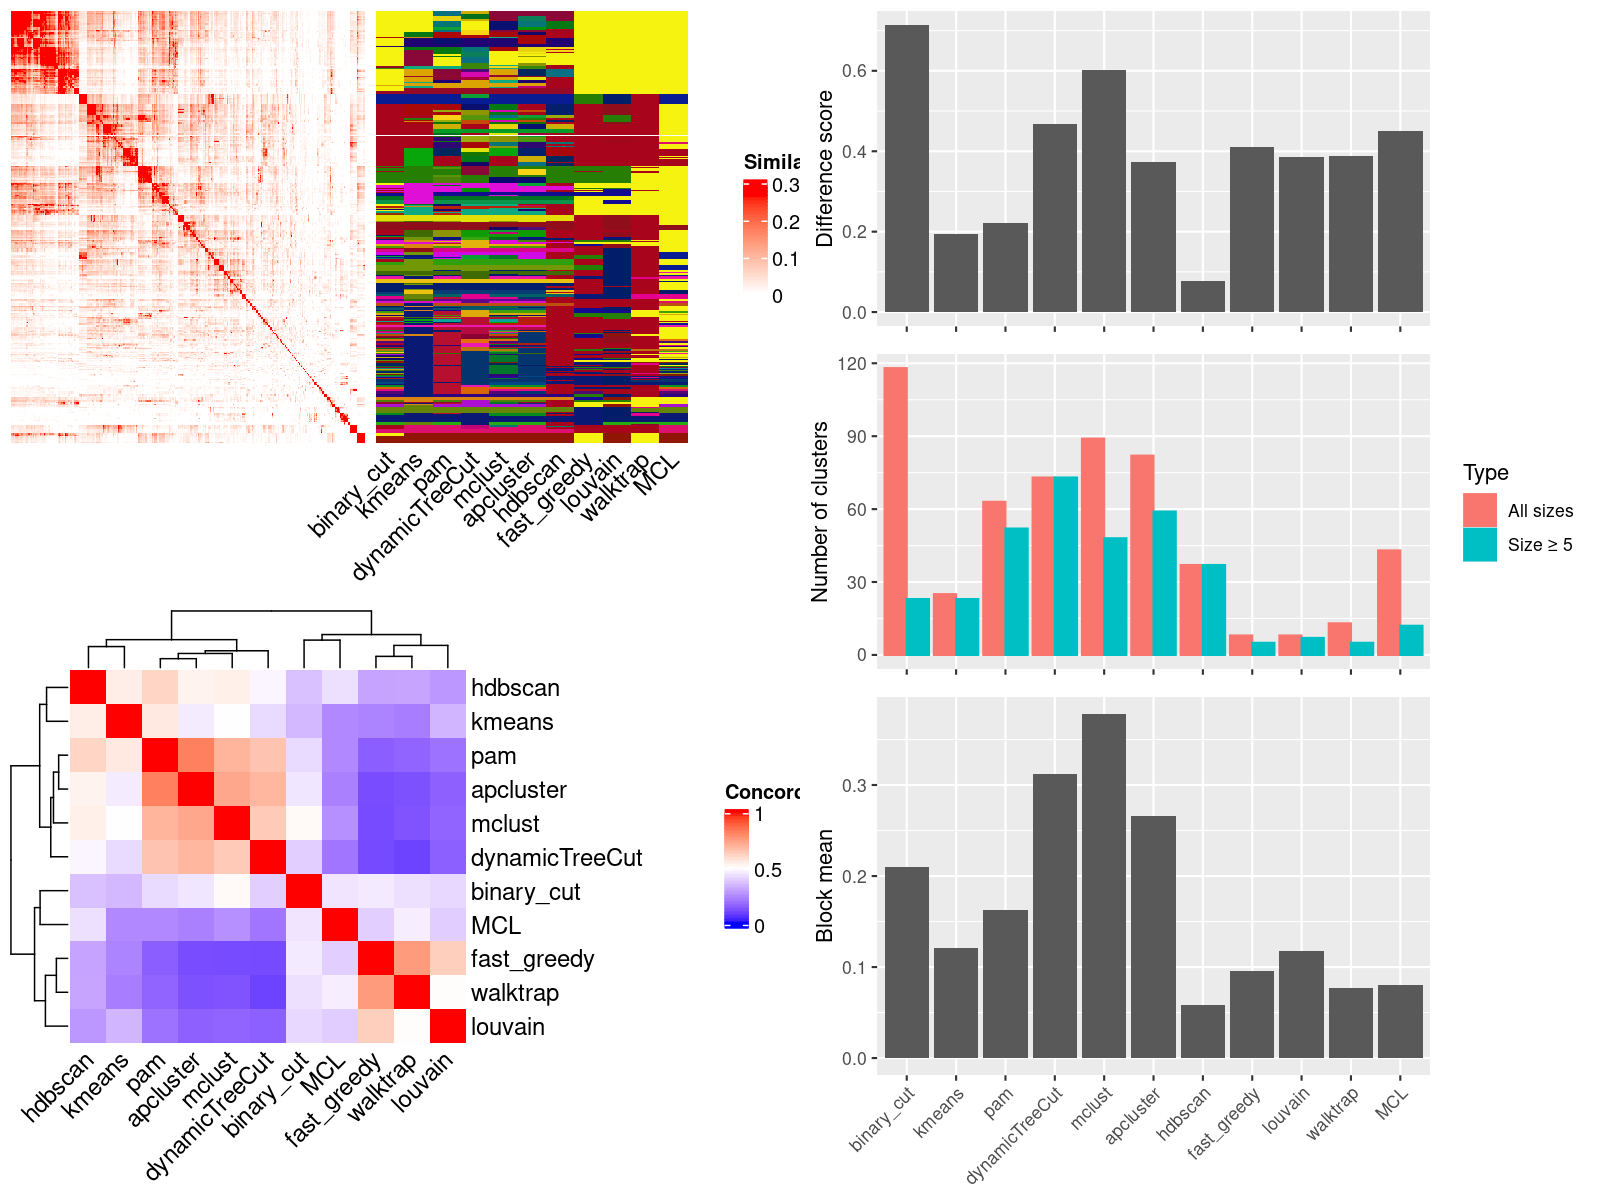 Simila
0.3
0.2
0.1
0
binary_cut
kmeans
pam
dynamicTreeCut
mclust
apcluster
hdbscan
fast_greedy
louvain
walktrap
MCL
hdbscan
kmeans
pam
apcluster
mclust
dynamicTreeCut
binary_cut
MCL
fast_greedy
walktrap
louvain
hdbscan
kmeans
pam
apcluster
mclust
dynamicTreeCut
binary_cut
MCL
fast_greedy
walktrap
louvain
Concord
1
0.5
0
Difference score
0.6
0.4
0.2
0.0
Number of clusters
120
90
60
30
0
Type
All sizes
Size ≥ 5
Block mean
0.3
0.2
0.1
0.0
binary_cut
kmeans
pam
dynamicTreeCut
mclust
apcluster
hdbscan
fast_greedy
louvain
walktrap
MCL